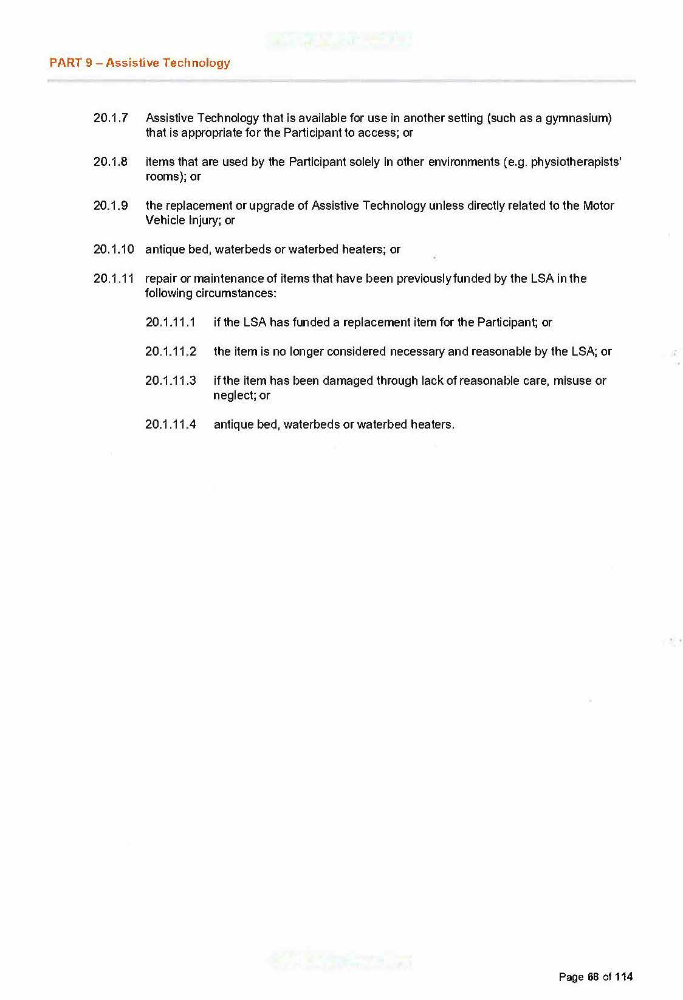 PART 9 – Assistive Technology
20.1.7 Assistive Technology that is available for use in another setting (such as a gymnasium)
that is appropriate for the Participant to access; or
20.1.8 items that are used by the Participant solely in other environments (e.g. physiotherapists'
rooms); or
20.1.9 the replacement or upgrade of Assistive Technology unless directly related to the Motor
Vehicle Injury; or
20.1.10 antique bed, waterbeds or waterbed heaters; or
20.1.11 repair or maintenance of items that have been previously funded by the LSA in the
following circumstances:
20.1.11.1 if the LSA has funded a replacement item for the Participant; or
20.1.11.2 the item is no longer considered necessary and reasonable by the LSA; or
20.1.11.3 if the item has been damaged through lack of reasonable care, misuse or
neglect; or
20.1.11.4 antique bed, waterbeds or waterbed heaters.
Page 68 of 114